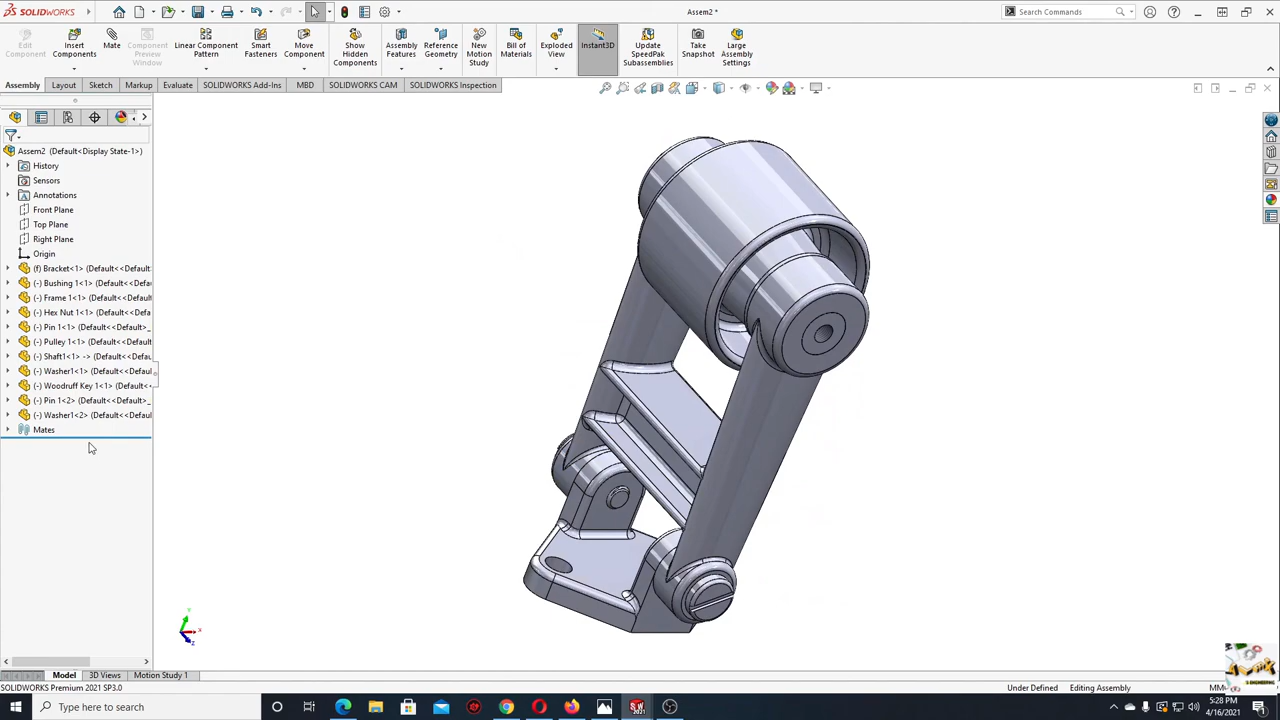 SOLIDWORKS
Assem2 *
Search Commands
Edit Component
Insert Components
Mate
Component Preview Window
Linear Component Pattern
Smart Fasteners
Move Component
Show Hidden Components
Assembly Features
Reference Geometry
New Motion Study
Bill of Materials
Exploded View
Instant3D
Update SpeedPak Subassemblies
Take Snapshot
Large Assembly Settings
Assembly Layout Sketch Markup Evaluate SOLIDWORKS Add-Ins MBD SOLIDWORKS CAM SOLIDWORKS Inspection
Assem2 (Default<Display State-1>)
History
Sensors
Annotations
Front Plane
Top Plane
Right Plane
Origin
(f) Bracket<1> (Default<<Default
(-) Bushing 1<1> (Default<<Defa
(-) Frame 1<1> (Default<<Defau
(-) Hex Nut 1<1> (Default<<Defa
(-) Pin 1<1> (Default<<Default>_
(-) Pulley 1<1> (Default<<Defaul
(-) Shaft1<1> -> (Default<<Defau
(-) Washer1<1> (Default<<Defaul
(-) Woodruff Key 1<1> (Default<
(-) Pin 1<2> (Default<<Default>_
(-) Washer1<2> (Default<<Defaul
Mates
Y
X
Z
Model 3D Views Motion Study 1
SOLIDWORKS Premium 2021 SP3.0
Under Defined Editing Assembly
Type here to search
5:28 PM
4/16/2021